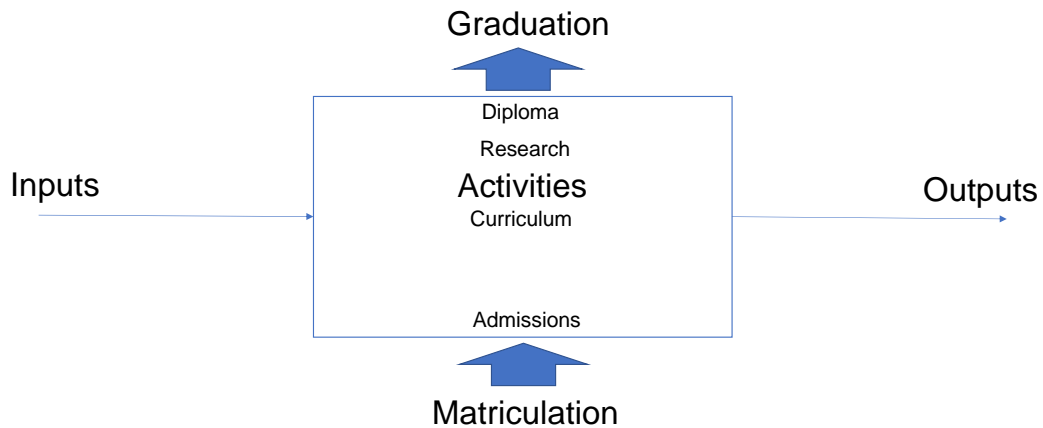 Graduation
Diploma
Research
Inputs
Activities
Outputs
Curriculum
Admissions
Matriculation